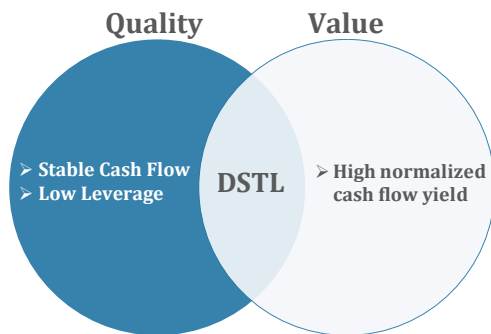 Quality
Value
➢ Stable Cash Flow
➢ Low Leverage
DSTL
➢ High normalized
cash flow yield